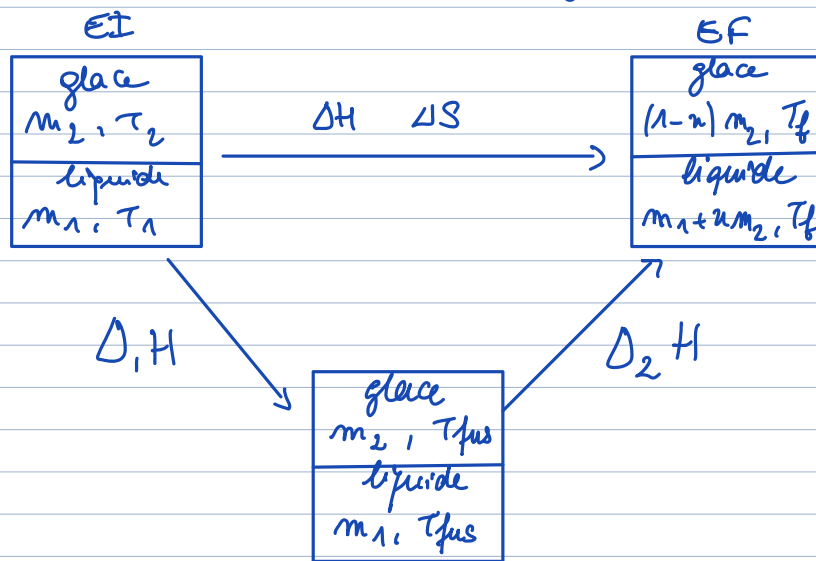 EI
EF
glace
m₂, T₂
liquide
m₁, T₁
ΔH ΔS
glace
(1-x) m₂, Tf
liquide
m₁+xm₂, Tf
Δ₁H
Δ₂H
glace
m₂, Tfus
liquide
m₁, Tfus